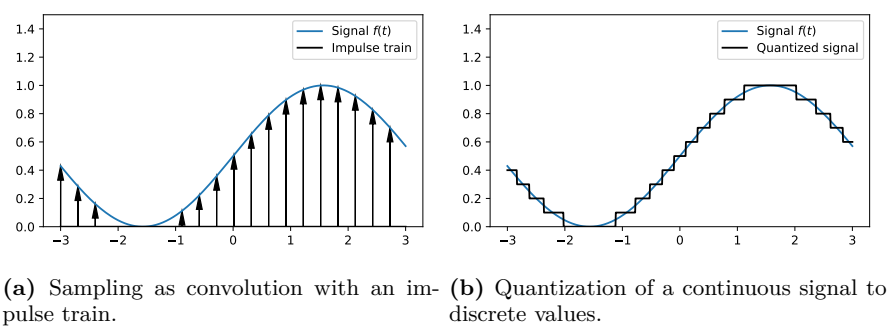 1.4
1.2
1.0
0.8
0.6
0.4
0.2
0.0
−3 −2 −1 0 1 2 3
Signal f(t)
Impulse train
1.4
1.2
1.0
0.8
0.6
0.4
0.2
0.0
−3 −2 −1 0 1 2 3
Signal f(t)
Quantized signal
(a) Sampling as convolution with an im-
pulse train.
(b) Quantization of a continuous signal to
discrete values.